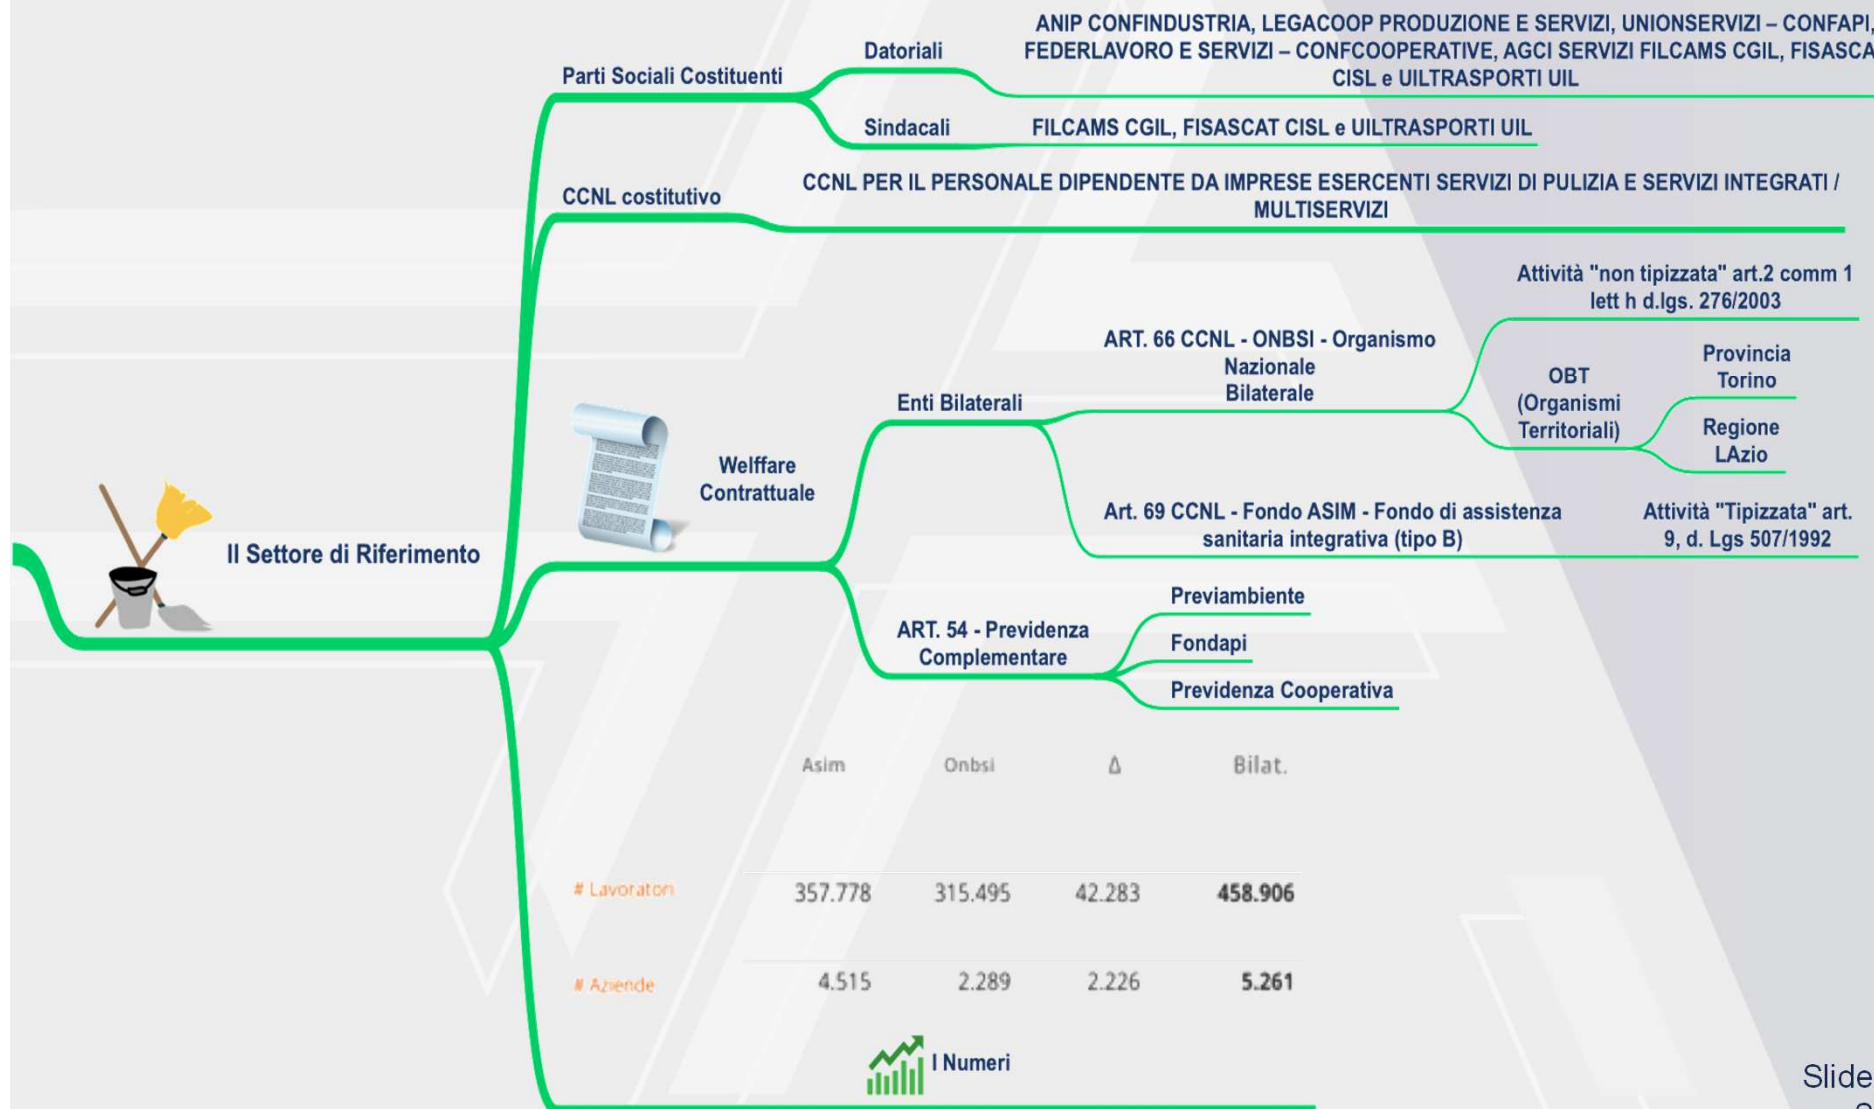 ANIP CONFINDUSTRIA, LEGACOOP PRODUZIONE E SERVIZI, UNIONSERVIZI – CONFAPI,
FEDERLAVORO E SERVIZI – CONFCOOPERATIVE, AGCI SERVIZI FILCAMS CGIL, FISASCA
CISL e UILTRASPORTI UIL
Datoriali
Parti Sociali Costituenti
Sindacali
FILCAMS CGIL, FISASCAT CISL e UILTRASPORTI UIL
CCNL costitutivo
CCNL PER IL PERSONALE DIPENDENTE DA IMPRESE ESERCENTI SERVIZI DI PULIZIA E SERVIZI INTEGRATI /
MULTISERVIZI
Attività "non tipizzata" art.2 comm 1
lett h d.lgs. 276/2003
ART. 66 CCNL - ONBSI - Organismo
Nazionale
Bilaterale
OBT
(Organismi
Territoriali)
Provincia
Torino
Regione
LAzio
Enti Bilaterali
Welffare
Contrattuale
Art. 69 CCNL - Fondo ASIM - Fondo di assistenza
sanitaria integrativa (tipo B)
Attività "Tipizzata" art.
9, d. Lgs 507/1992
Il Settore di Riferimento
ART. 54 - Previdenza
Complementare
Previambiente
Fondapi
Previdenza Cooperativa
Asim Onbsi Δ Bilat.
# Lavoratori 357.778 315.495 42.283 458.906
# Aziende 4.515 2.289 2.226 5.261
I Numeri
Slide